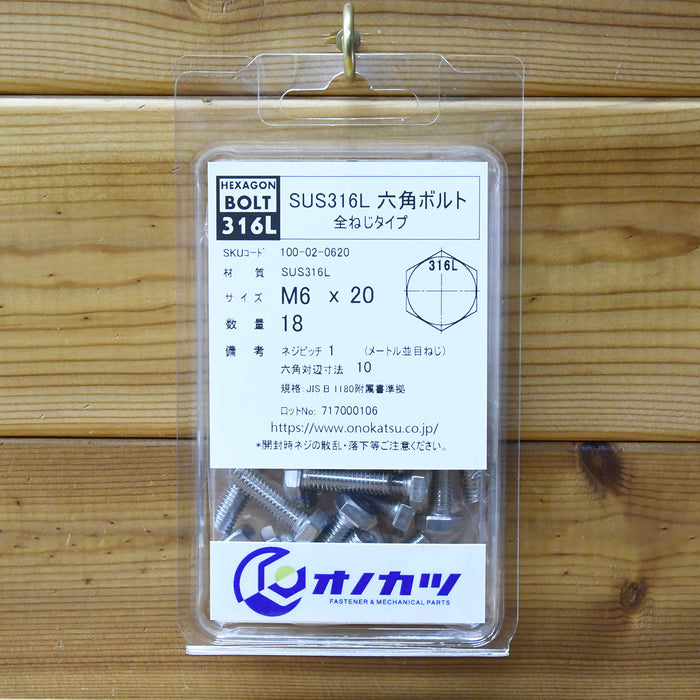 HEXAGON
BOLT
316L
SUS316L 六角ボルト
全ねじタイプ
SKUコード 100-02-0620
材質 SUS316L
サイズ M6 x 20
数量 18
備考 ネジピッチ 1 (メートル並目ねじ)
六角対辺寸法 10
規格:JIS B 1180附属書準拠
ロットNo: 717000106
https://www.onokatsu.co.jp/
*開封時ネジの散乱・落下等ご注意ください。
316L
オノカツ
FASTENER & MECHANICAL PARTS